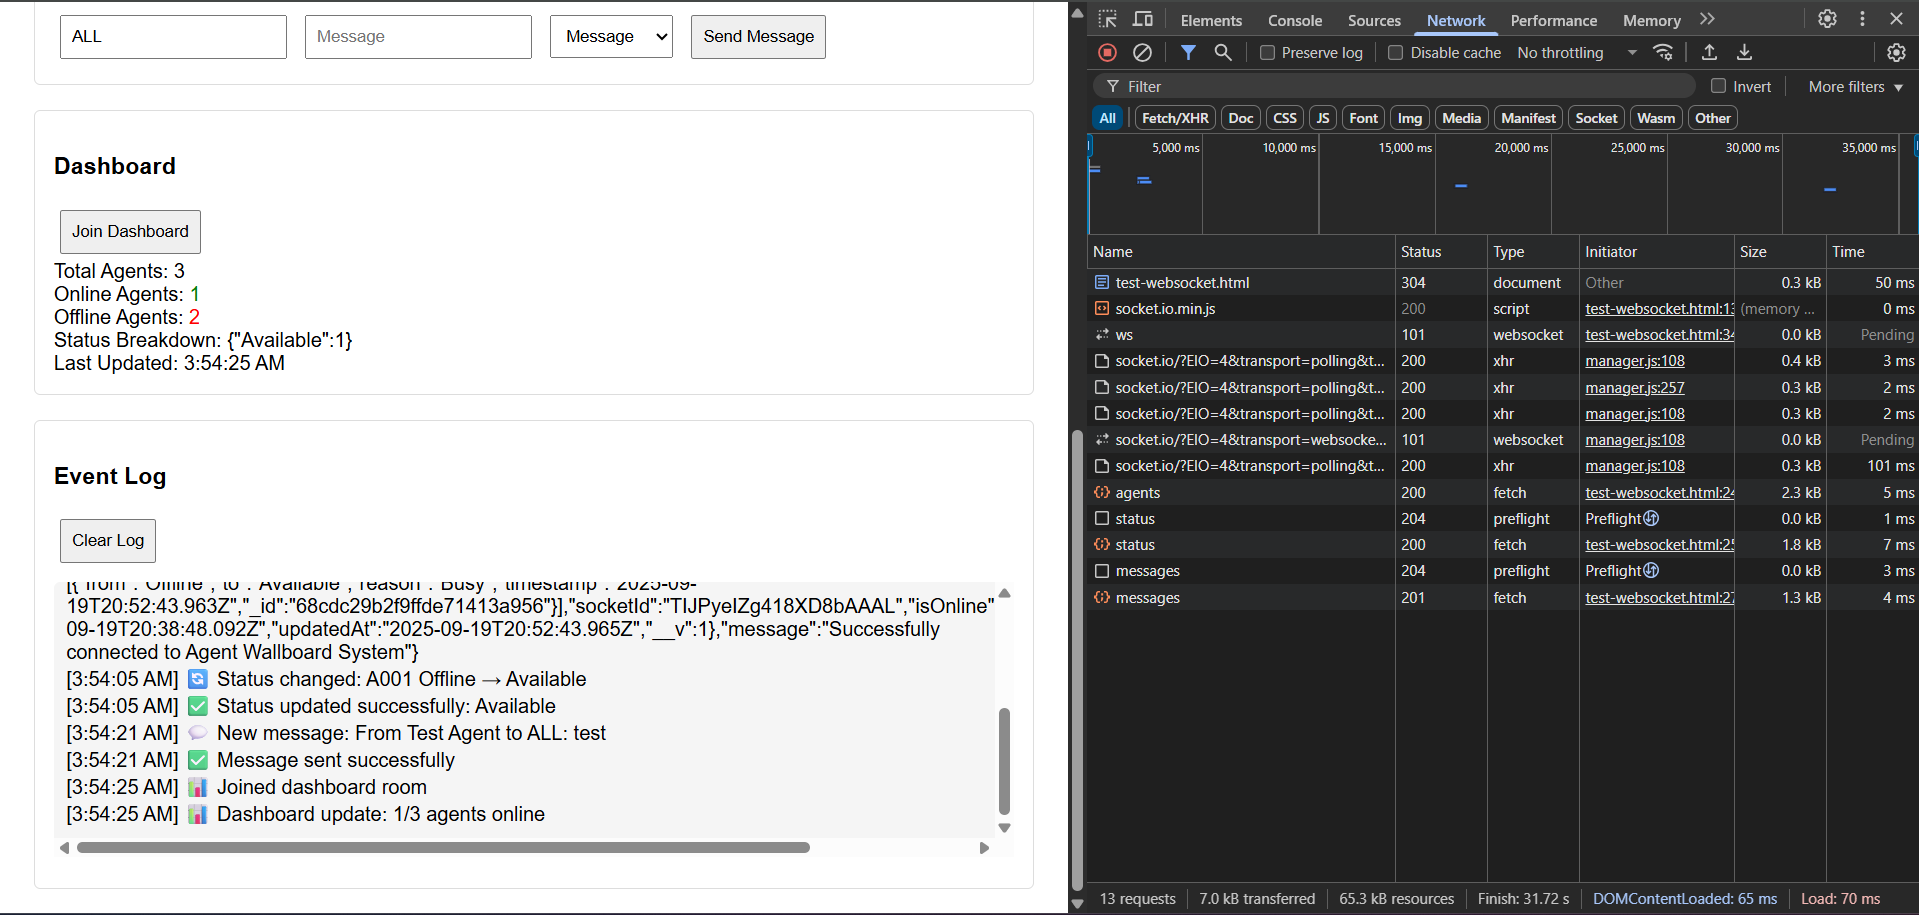 ALL
Message
Message
Send Message
Dashboard
Join Dashboard
Total Agents: 3
Online Agents: 1
Offline Agents: 2
Status Breakdown: {"Available":1}
Last Updated: 3:54:25 AM
Event Log
Clear Log
[{"from":"Offline","to":"Available","reason":"Busy","timestamp":"2025-09-
19T20:52:43.963Z","_id":"68cdc29b2f9ffde71413a956"}],"socketId":"TIJPyeIZg418XD8bAAAL","isOnline"
09-19T20:38:48.092Z","updatedAt":"2025-09-19T20:52:43.965Z","__v":1},"message":"Successfully
connected to Agent Wallboard System"}
[3:54:05 AM] 🔄 Status changed: A001 Offline → Available
[3:54:05 AM] ✅ Status updated successfully: Available
[3:54:21 AM] 💬 New message: From Test Agent to ALL: test
[3:54:21 AM] ✅ Message sent successfully
[3:54:25 AM] 📊 Joined dashboard room
[3:54:25 AM] 📊 Dashboard update: 1/3 agents online
Elements Console Sources Network Performance Memory
Preserve log Disable cache No throttling
Filter Invert More filters
All Fetch/XHR Doc CSS JS Font Img Media Manifest Socket Wasm Other
5,000 ms 10,000 ms 15,000 ms 20,000 ms 25,000 ms 30,000 ms 35,000 ms
Name Status Type Initiator Size Time
test-websocket.html 304 document Other 0.3 kB 50 ms
socket.io.min.js 200 script test-websocket.html:13 (memory ... 0 ms
ws 101 websocket test-websocket.html:34 0.0 kB Pending
socket.io/?EIO=4&transport=polling&t... 200 xhr manager.js:108 0.4 kB 3 ms
socket.io/?EIO=4&transport=polling&t... 200 xhr manager.js:257 0.3 kB 2 ms
socket.io/?EIO=4&transport=polling&t... 200 xhr manager.js:108 0.3 kB 2 ms
socket.io/?EIO=4&transport=websocke... 101 websocket manager.js:108 0.0 kB Pending
socket.io/?EIO=4&transport=polling&t... 200 xhr manager.js:108 0.3 kB 101 ms
agents 200 fetch test-websocket.html:24 2.3 kB 5 ms
status 204 preflight Preflight 0.0 kB 1 ms
status 200 fetch test-websocket.html:25 1.8 kB 7 ms
messages 204 preflight Preflight 0.0 kB 3 ms
messages 201 fetch test-websocket.html:27 1.3 kB 4 ms
13 requests 7.0 kB transferred 65.3 kB resources Finish: 31.72 s DOMContentLoaded: 65 ms Load: 70 ms